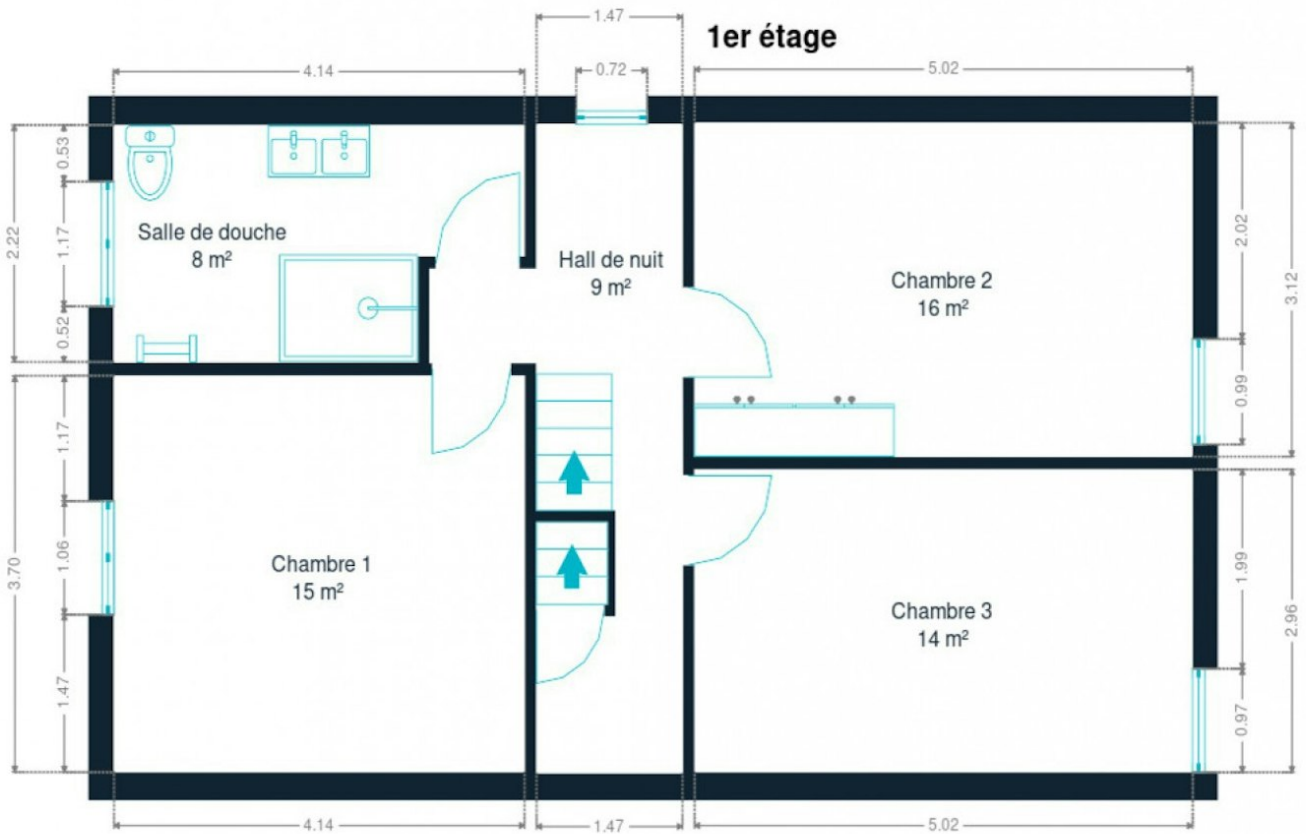 1.47
1er étage
4.14
0.72
5.02
0.53
2.22
1.17
0.52
Salle de douche
8 m²
Hall de nuit
9 m²
Chambre 2
16 m²
2.02
3.12
0.99
1.17
3.70
1.06
1.47
Chambre 1
15 m²
Chambre 3
14 m²
1.99
2.96
0.97
4.14
1.47
5.02